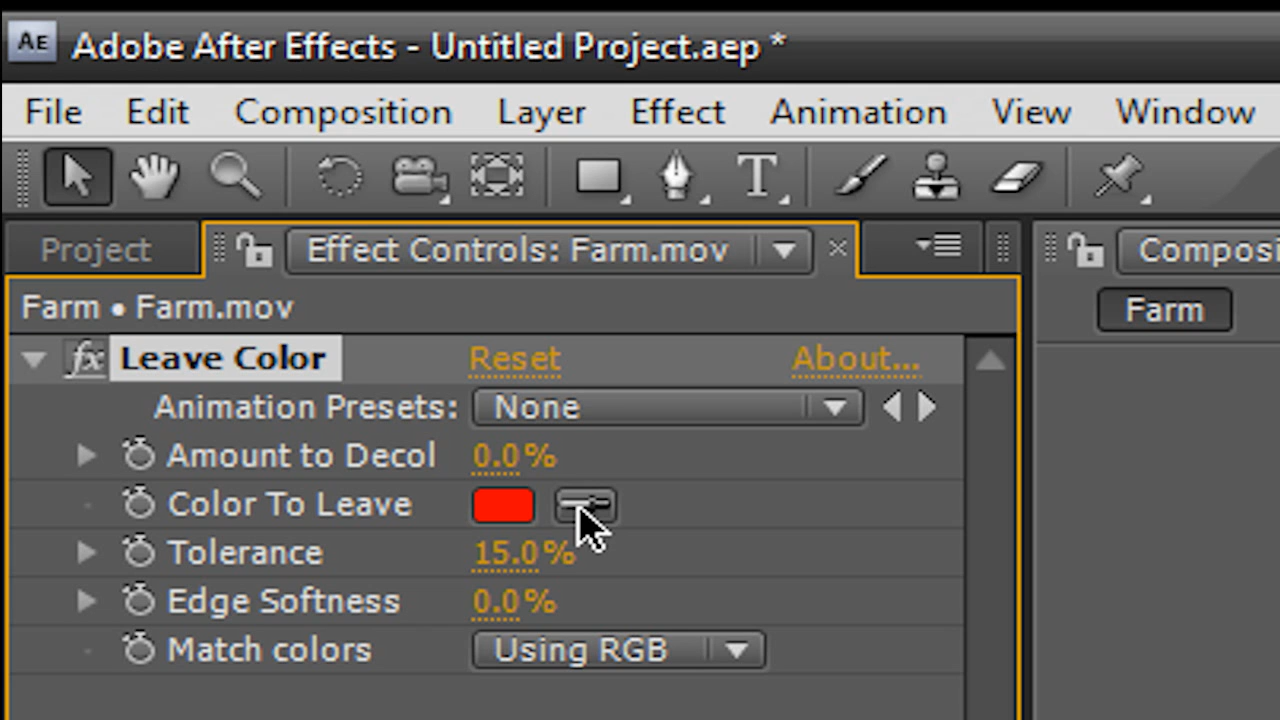 AE Adobe After Effects - Untitled Project.aep *
File Edit Composition Layer Effect Animation View Window
T
Project Effect Controls: Farm.mov ×
Farm • Farm.mov
Farm
fx Leave Color Reset About...
Animation Presets: None
Amount to Decol 0.0%
Color To Leave
Tolerance 15.0%
Edge Softness 0.0%
Match colors Using RGB